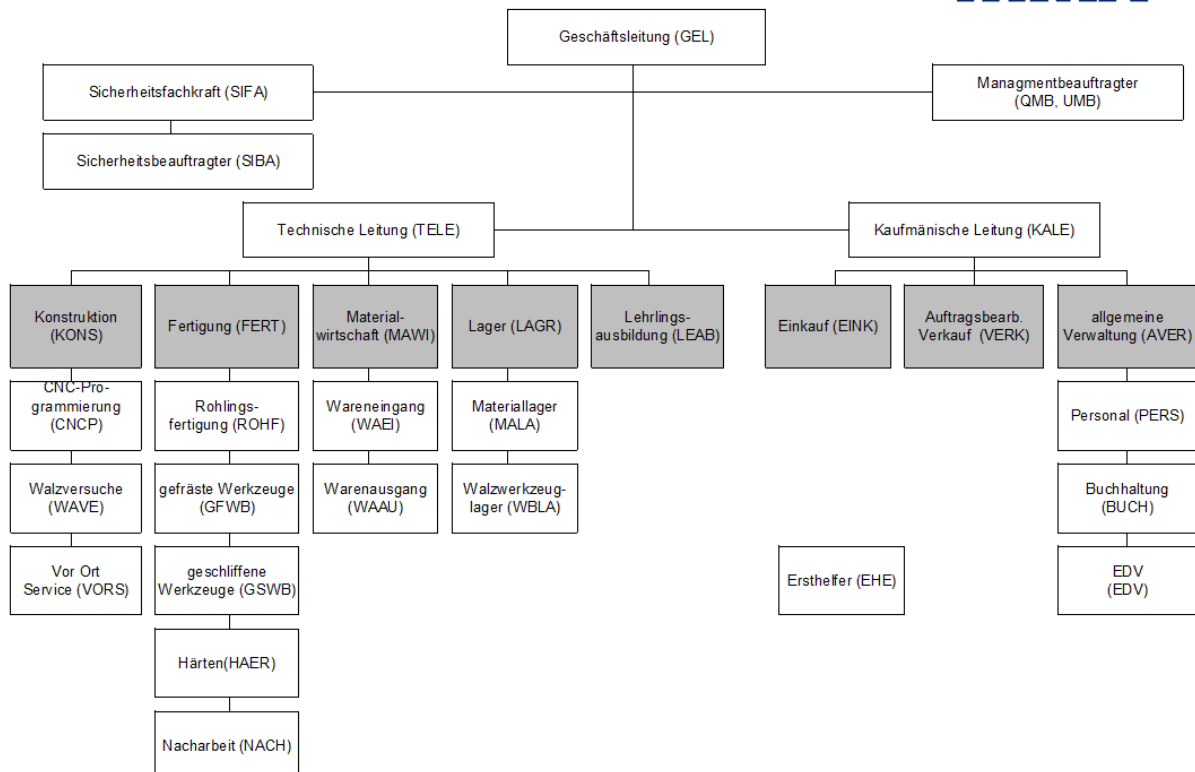 Geschäftsleitung (GEL)
Sicherheitsfachkraft (SIFA)
Managmentbeauftragter
(QMB, UMB)
Sicherheitsbeauftragter (SIBA)
Technische Leitung (TELE)
Kaufmänische Leitung (KALE)
Konstruktion
(KONS)
Fertigung (FERT)
Material-
wirtschaft (MAWI)
Lager (LAGR)
Lehrlings-
ausbildung (LEAB)
Einkauf (EINK)
Auftragsbearb.
Verkauf (VERK)
allgemeine
Verwaltung (AVER)
CNC-Pro-
grammierung
(CNCP)
Rohlings-
fertigung (ROHF)
Wareneingang
(WAEI)
Materiallager
(MALA)
Personal (PERS)
Walzversuche
(WAVE)
gefräste Werkzeuge
(GFWB)
Warenausgang
(WAAU)
Walzwerkzeug-
lager (WBLA)
Buchhaltung
(BUCH)
Vor Ort
Service (VORS)
geschliffene
Werkzeuge (GSWB)
Ersthelfer (EHE)
EDV
(EDV)
Härten(HAER)
Nacharbeit (NACH)